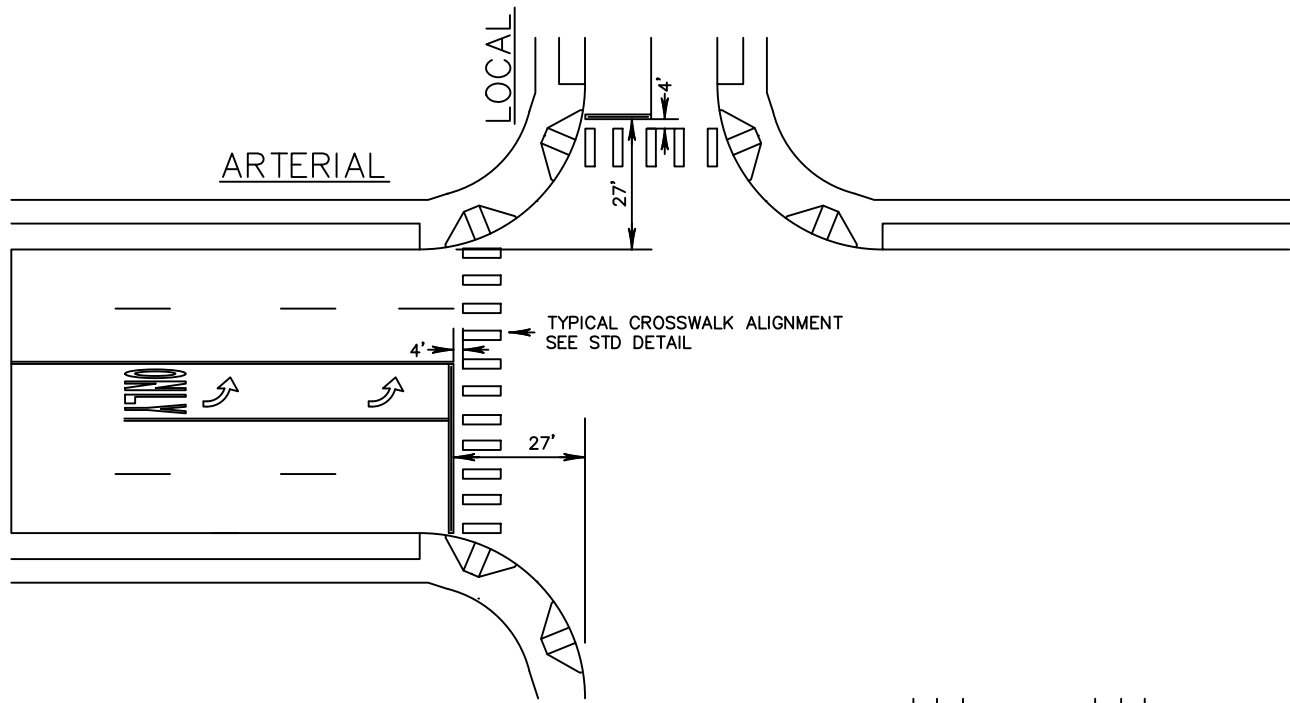 LOCAL
4'
ARTERIAL
27'
TYPICAL CROSSWALK ALIGNMENT
SEE STD DETAIL
4'
ONLY
27'